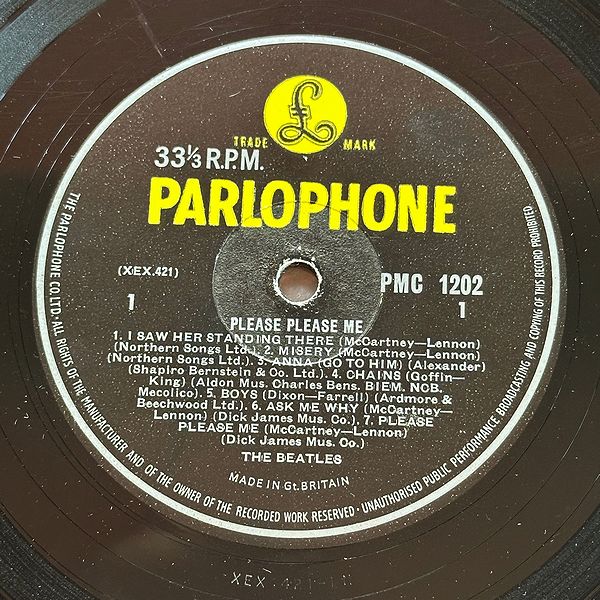 £
TRADE MARK
33⅓ R.P.M.
PARLOPHONE
(XEX.421)
PMC 1202
1
1
PLEASE PLEASE ME
1. I SAW HER STANDING THERE (McCartney—Lennon)
(Northern Songs Ltd.). 2. MISERY (McCartney—Lennon)
(Northern Songs Ltd.). 3. ANNA (GO TO HIM) (Alexander)
(Shapiro Bernstein & Co. Ltd.). 4. CHAINS (Goffin—
King) (Aldon Mus. Charles Bens. BIEM. NCB.
Mecolico). 5. BOYS (Dixon—Farrell) (Ardmore &
Beechwood Ltd.). 6. ASK ME WHY (McCartney—
Lennon) (Dick James Mus. Co.). 7. PLEASE
PLEASE ME (McCartney—Lennon)
(Dick James Mus. Co.)
THE BEATLES
MADE IN Gt. BRITAIN
THE PARLOPHONE CO. LTD. · ALL RIGHTS OF THE MANUFACTURER AND OF THE OWNER OF THE RECORDED WORK RESERVED · UNAUTHORISED PUBLIC PERFORMANCE BROADCASTING AND COPYING OF THIS RECORD PROHIBITED.
XEX 421-1N